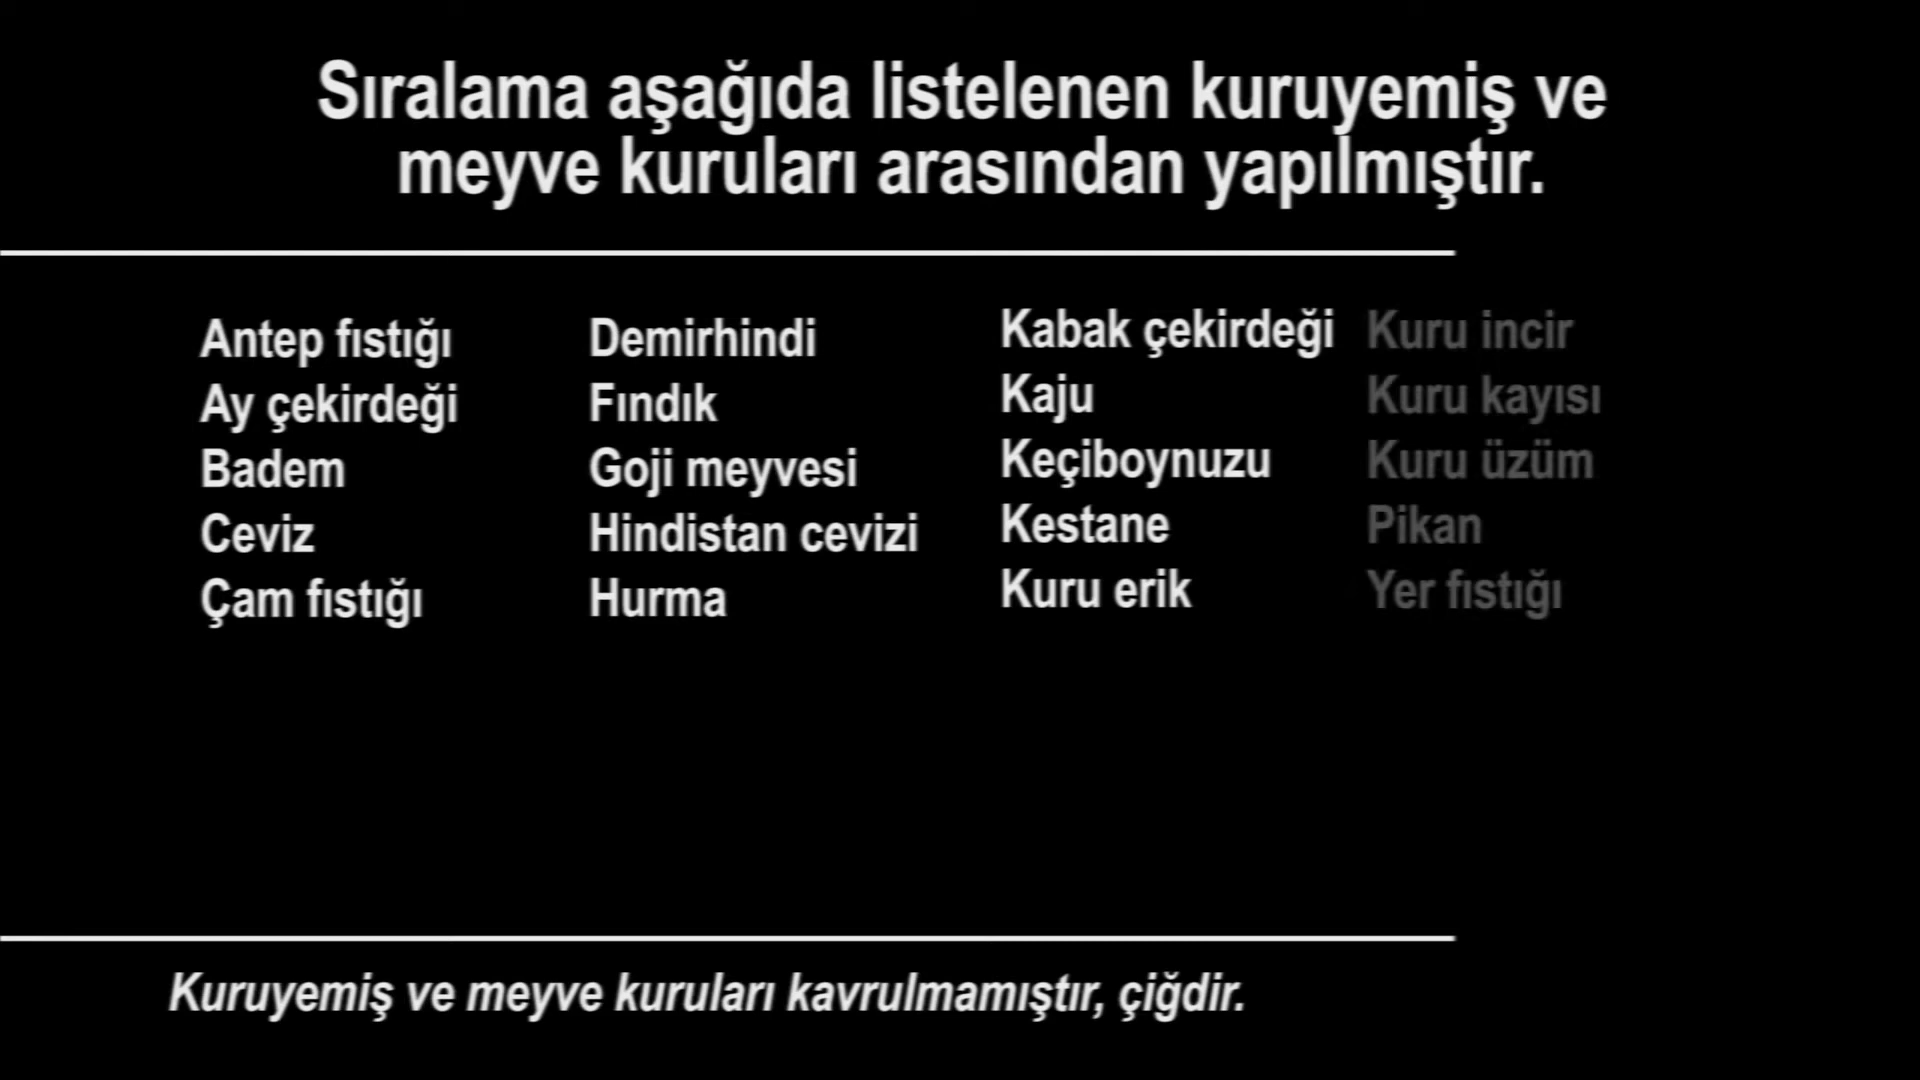 Sıralama aşağıda listelenen kuruyemiş ve
meyve kuruları arasından yapılmıştır.
Antep fıstığı
Ay çekirdeği
Badem
Ceviz
Çam fıstığı
Demirhindi
Fındık
Goji meyvesi
Hindistan cevizi
Hurma
Kabak çekirdeği
Kaju
Keçiboynuzu
Kestane
Kuru erik
Kuru incir
Kuru kayısı
Kuru üzüm
Pikan
Yer fıstığı
Kuruyemiş ve meyve kuruları kavrulmamıştır, çiğdir.